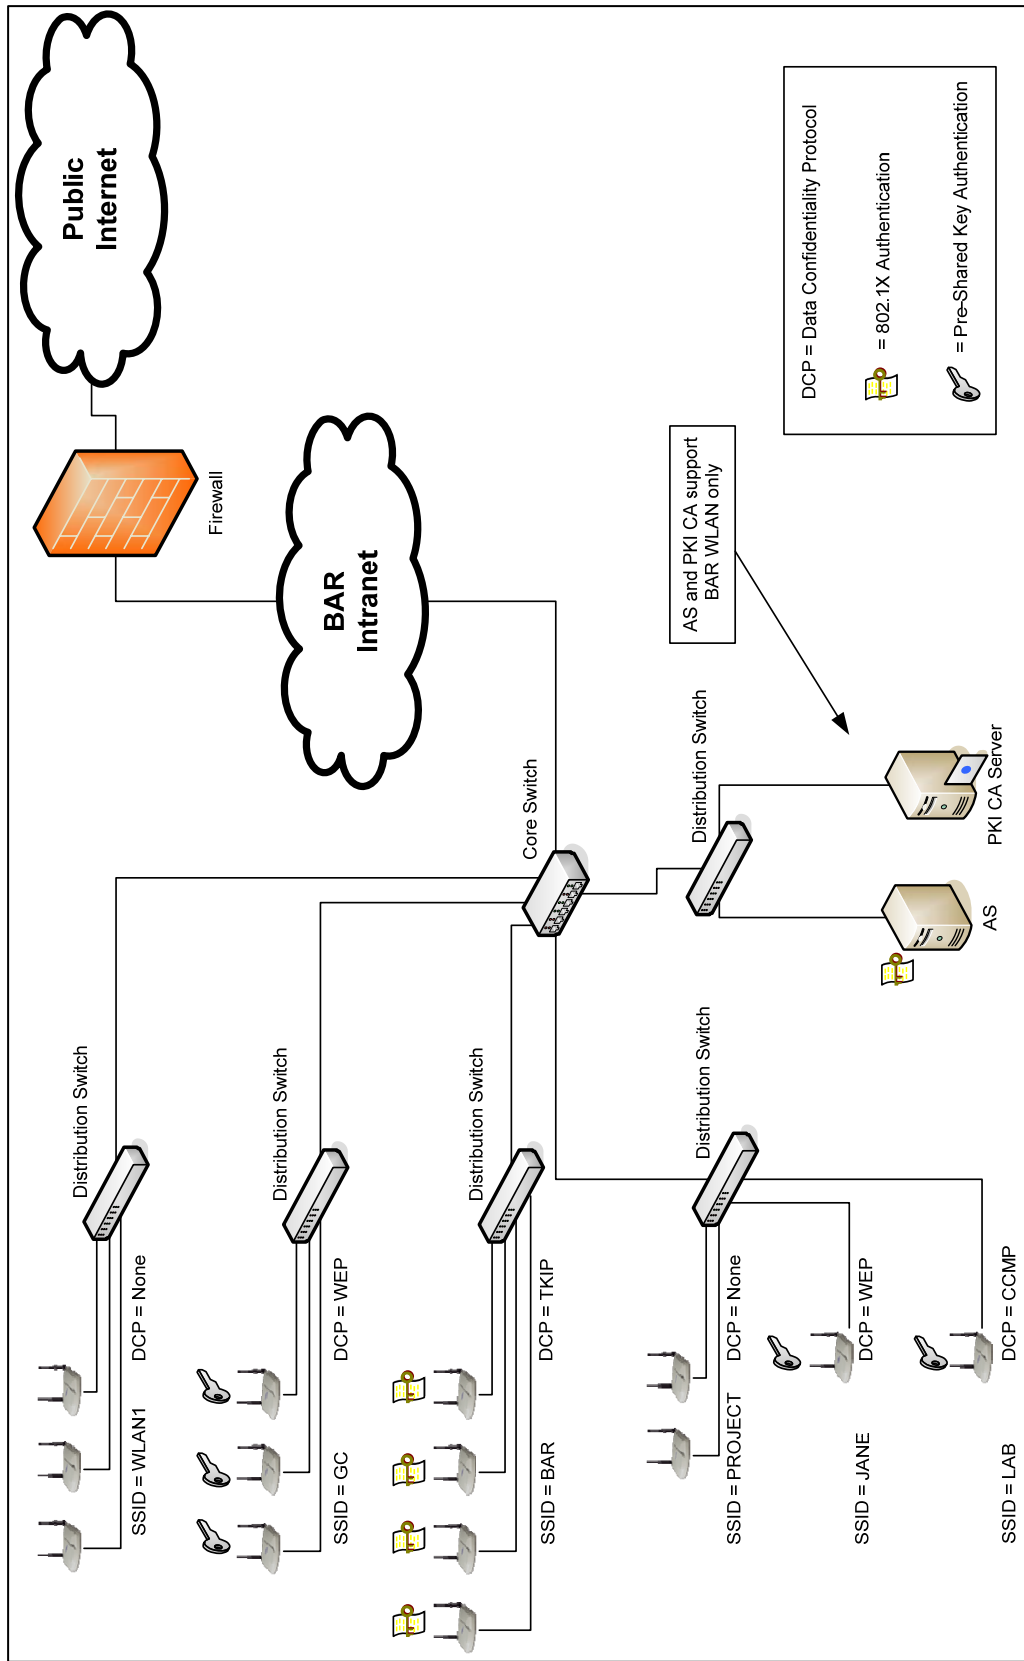 Public
Internet
Firewall
BAR
Intranet
Core Switch
Distribution Switch
DCP = None
SSID = WLAN1
Distribution Switch
DCP = WEP
SSID = GC
Distribution Switch
DCP = TKIP
SSID = BAR
Distribution Switch
DCP = None
SSID = PROJECT
DCP = WEP
SSID = JANE
DCP = CCMP
SSID = LAB
Distribution Switch
AS
PKI CA Server
AS and PKI CA support
BAR WLAN only
DCP = Data Confidentiality Protocol
= 802.1X Authentication
= Pre-Shared Key Authentication